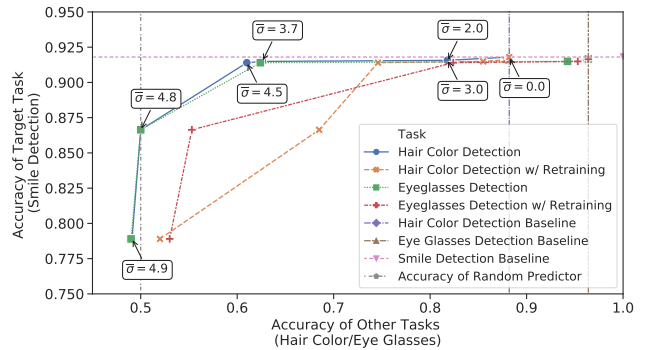 0.950
0.925
0.900
0.875
0.850
0.825
0.800
0.775
0.750
Accuracy of Target Task
(Smile Detection)
σ̅ = 3.7
σ̅ = 2.0
σ̅ = 4.8
σ̅ = 4.5
σ̅ = 3.0
σ̅ = 0.0
σ̅ = 4.9
Task
Hair Color Detection
Hair Color Detection w/ Retraining
Eyeglasses Detection
Eyeglasses Detection w/ Retraining
Hair Color Detection Baseline
Eye Glasses Detection Baseline
Smile Detection Baseline
Accuracy of Random Predictor
0.5 0.6 0.7 0.8 0.9 1.0
Accuracy of Other Tasks
(Hair Color/Eye Glasses)